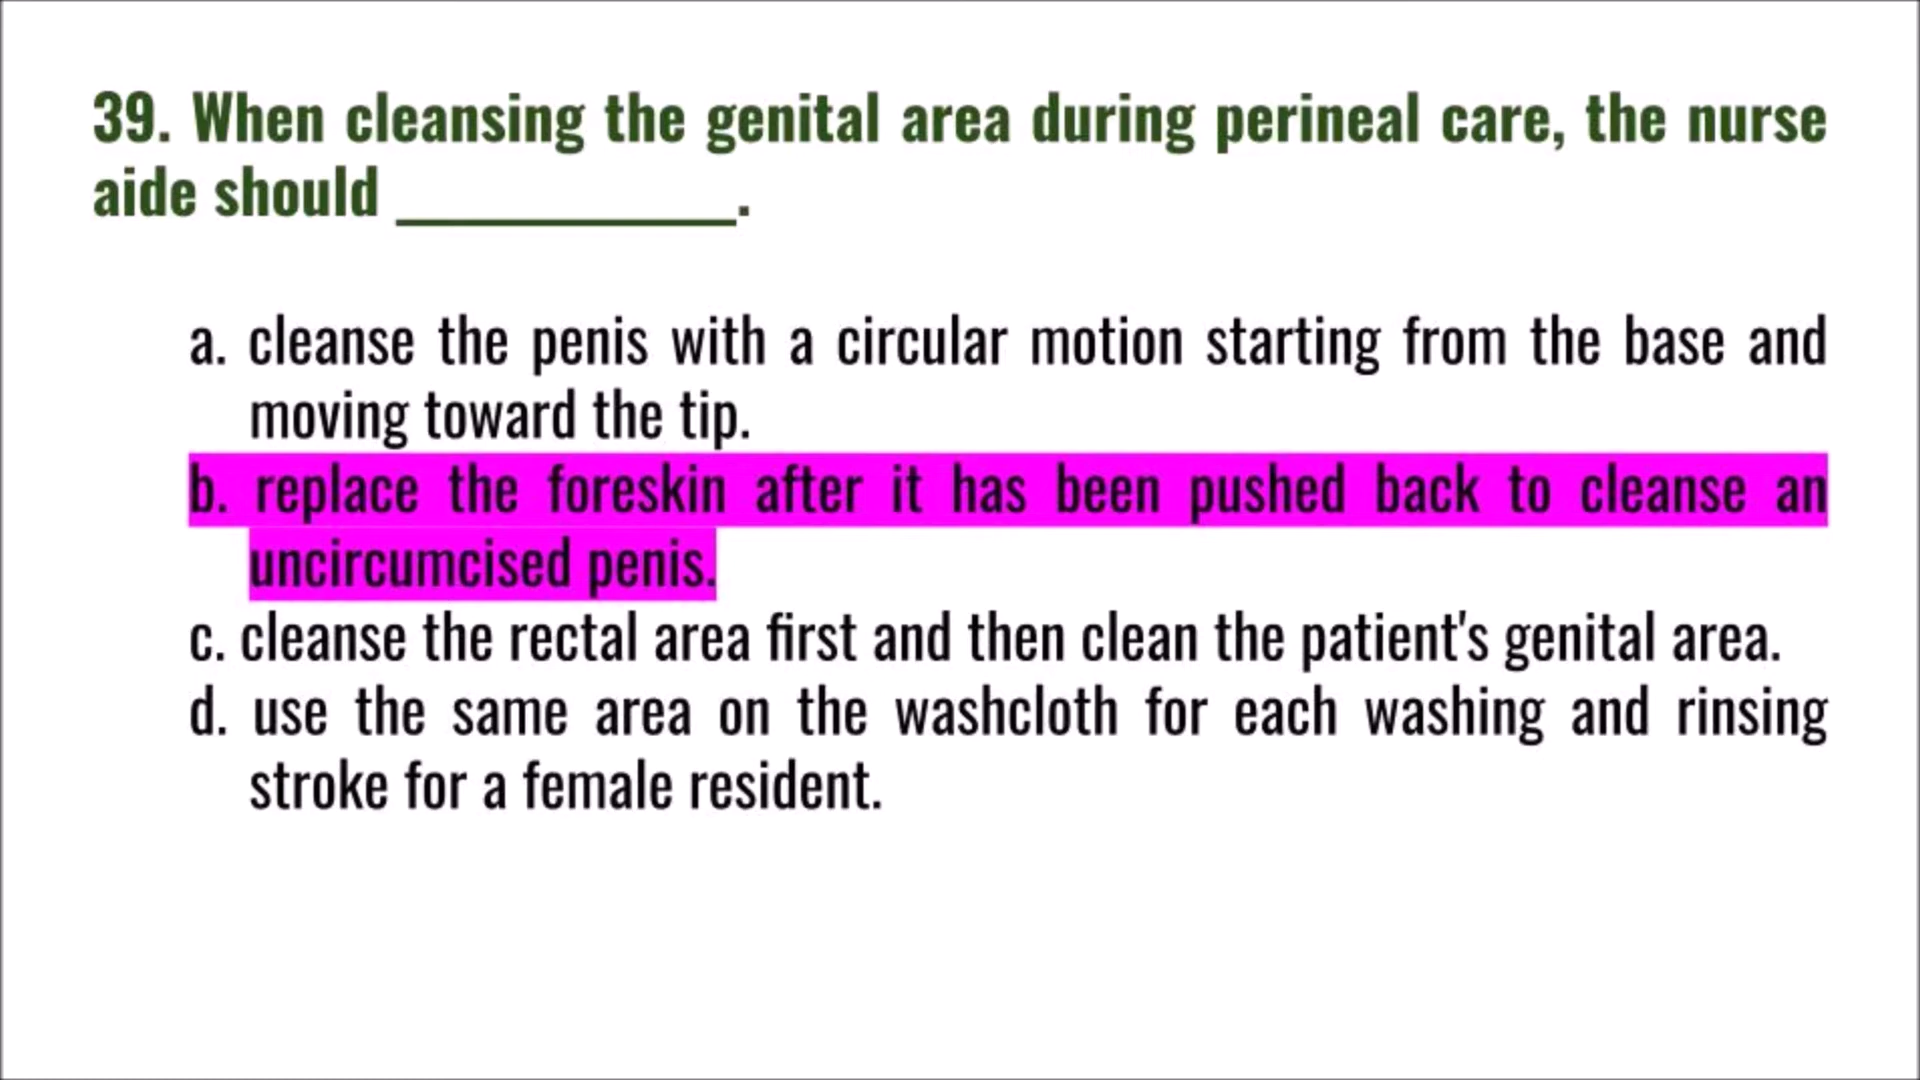 39. When cleansing the genital area during perineal care, the nurse
aide should ____________.
a. cleanse the penis with a circular motion starting from the base and
moving toward the tip.
b. replace the foreskin after it has been pushed back to cleanse an
uncircumcised penis.
c. cleanse the rectal area first and then clean the patient's genital area.
d. use the same area on the washcloth for each washing and rinsing
stroke for a female resident.